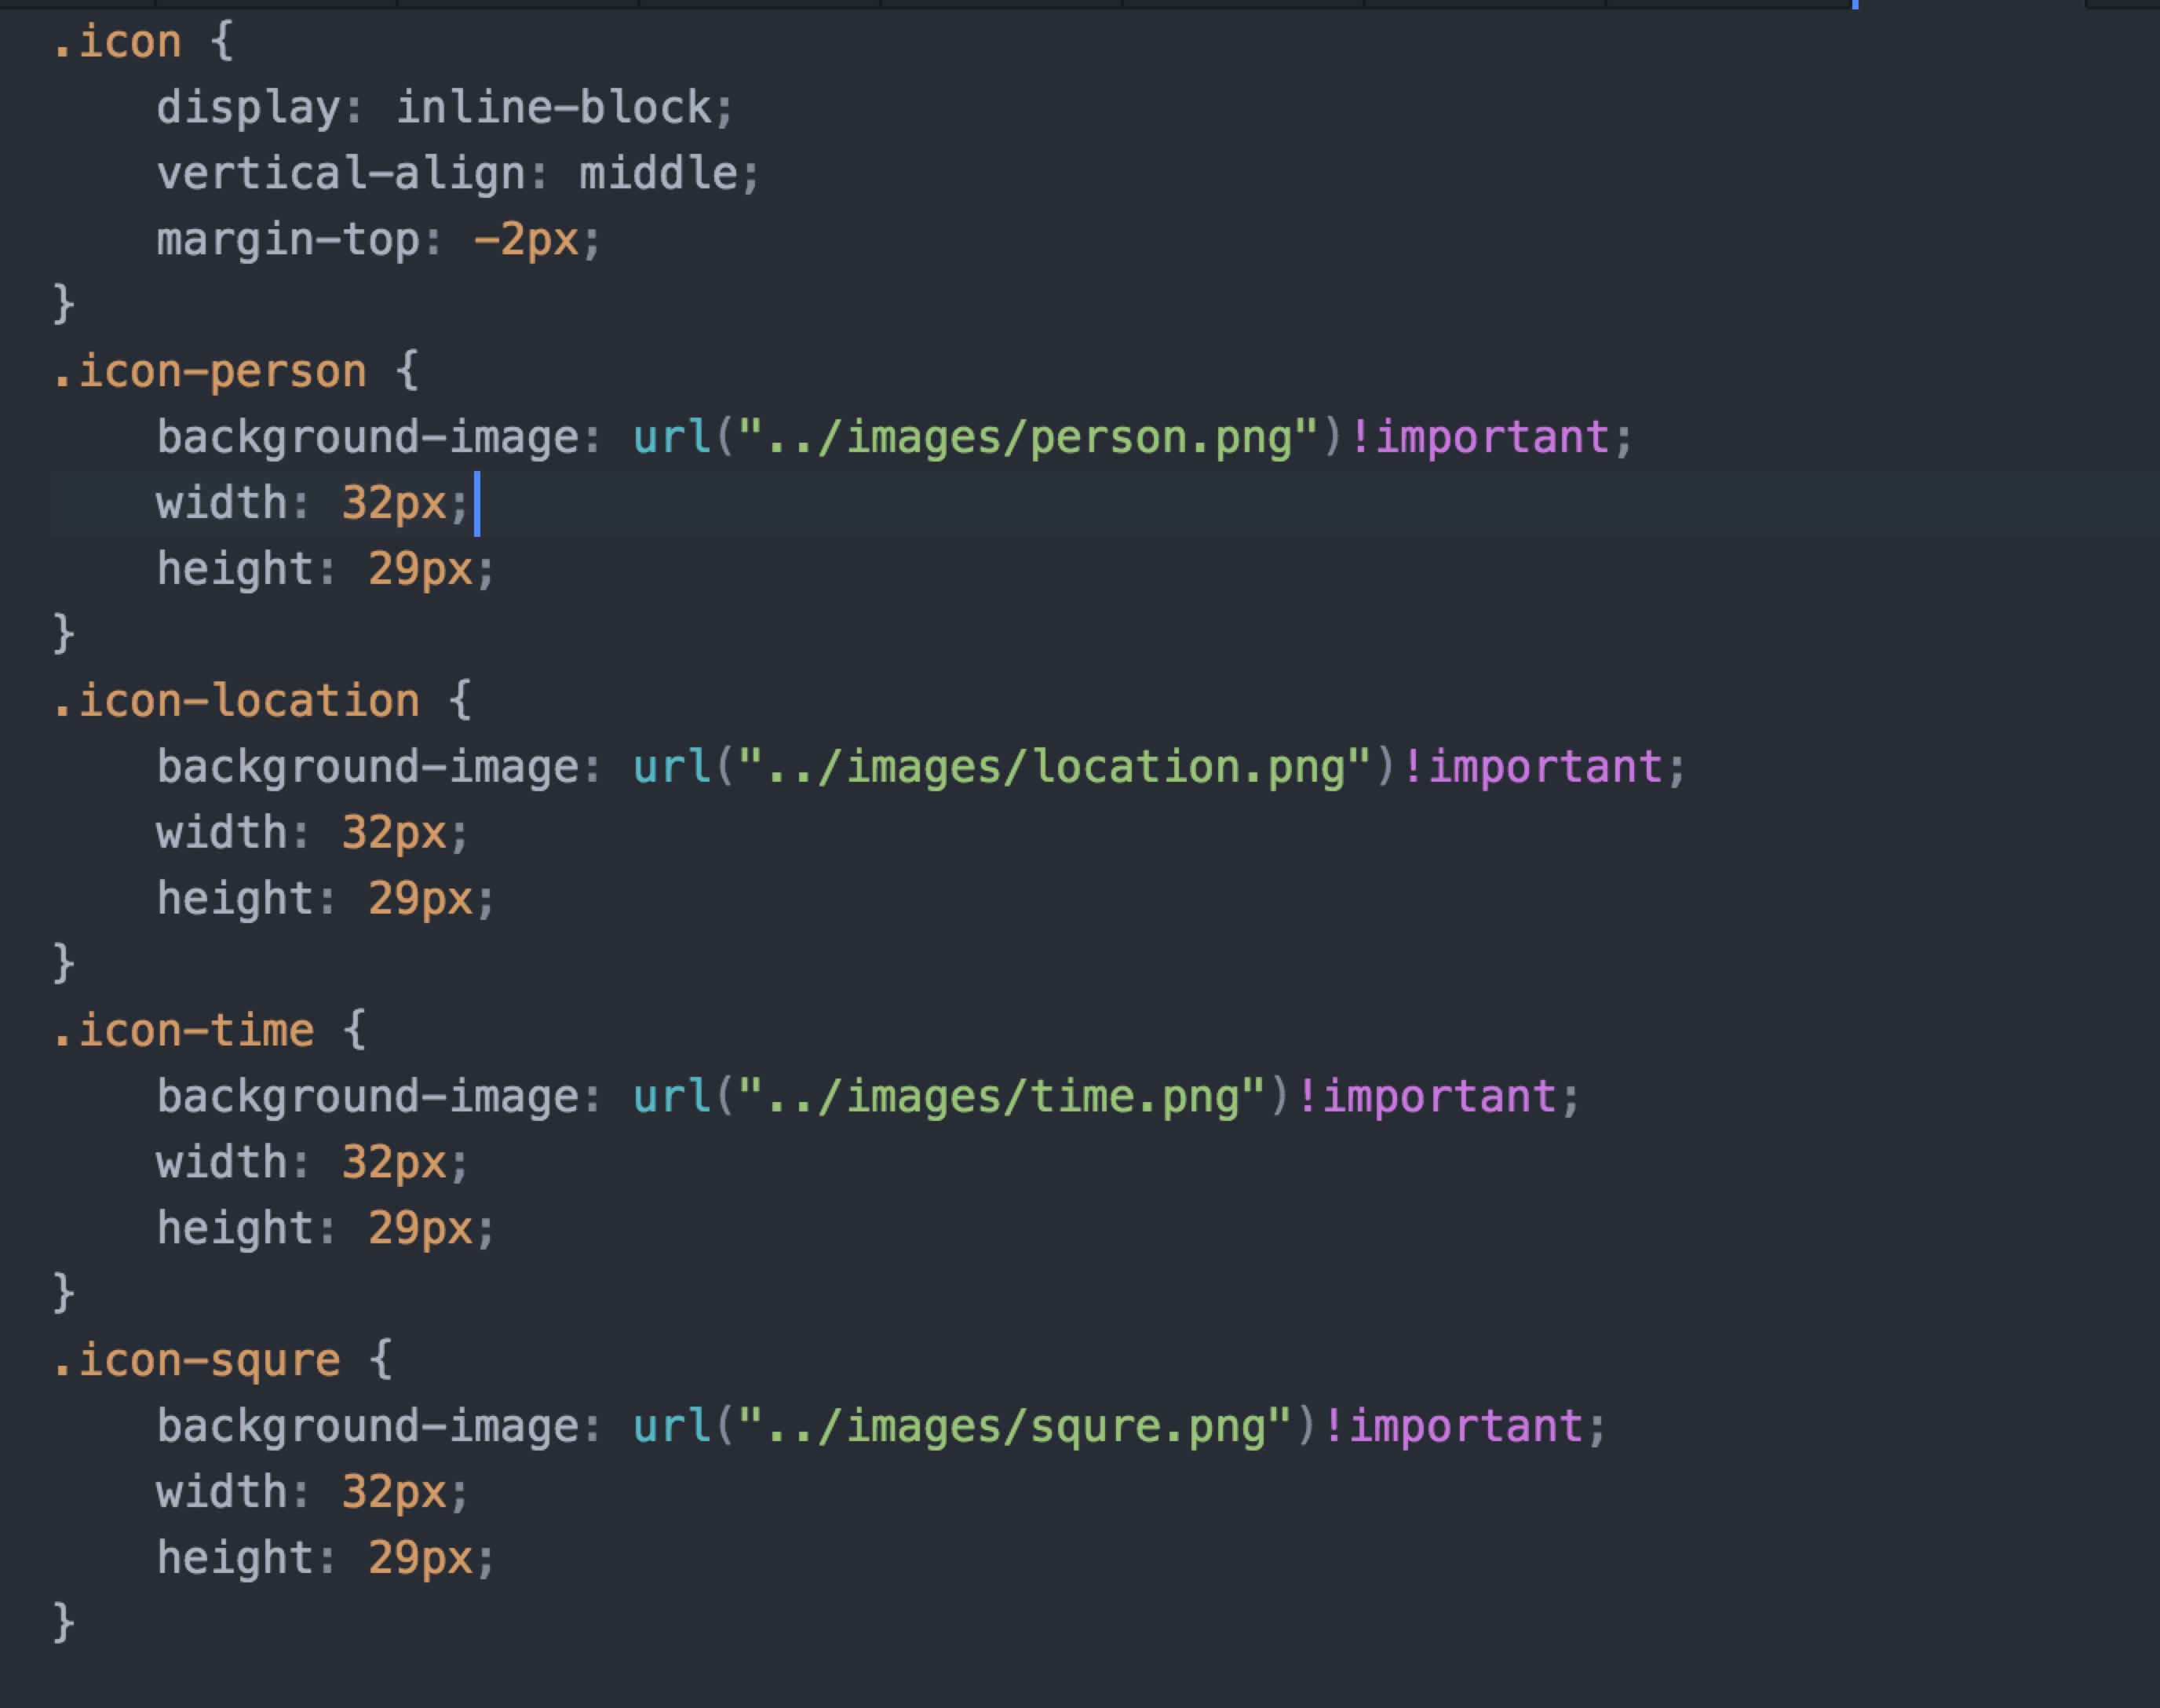 .icon {
    display: inline-block;
    vertical-align: middle;
    margin-top: -2px;
}
.icon-person {
    background-image: url("../images/person.png")!important;
    width: 32px;
    height: 29px;
}
.icon-location {
    background-image: url("../images/location.png")!important;
    width: 32px;
    height: 29px;
}
.icon-time {
    background-image: url("../images/time.png")!important;
    width: 32px;
    height: 29px;
}
.icon-squre {
    background-image: url("../images/squre.png")!important;
    width: 32px;
    height: 29px;
}